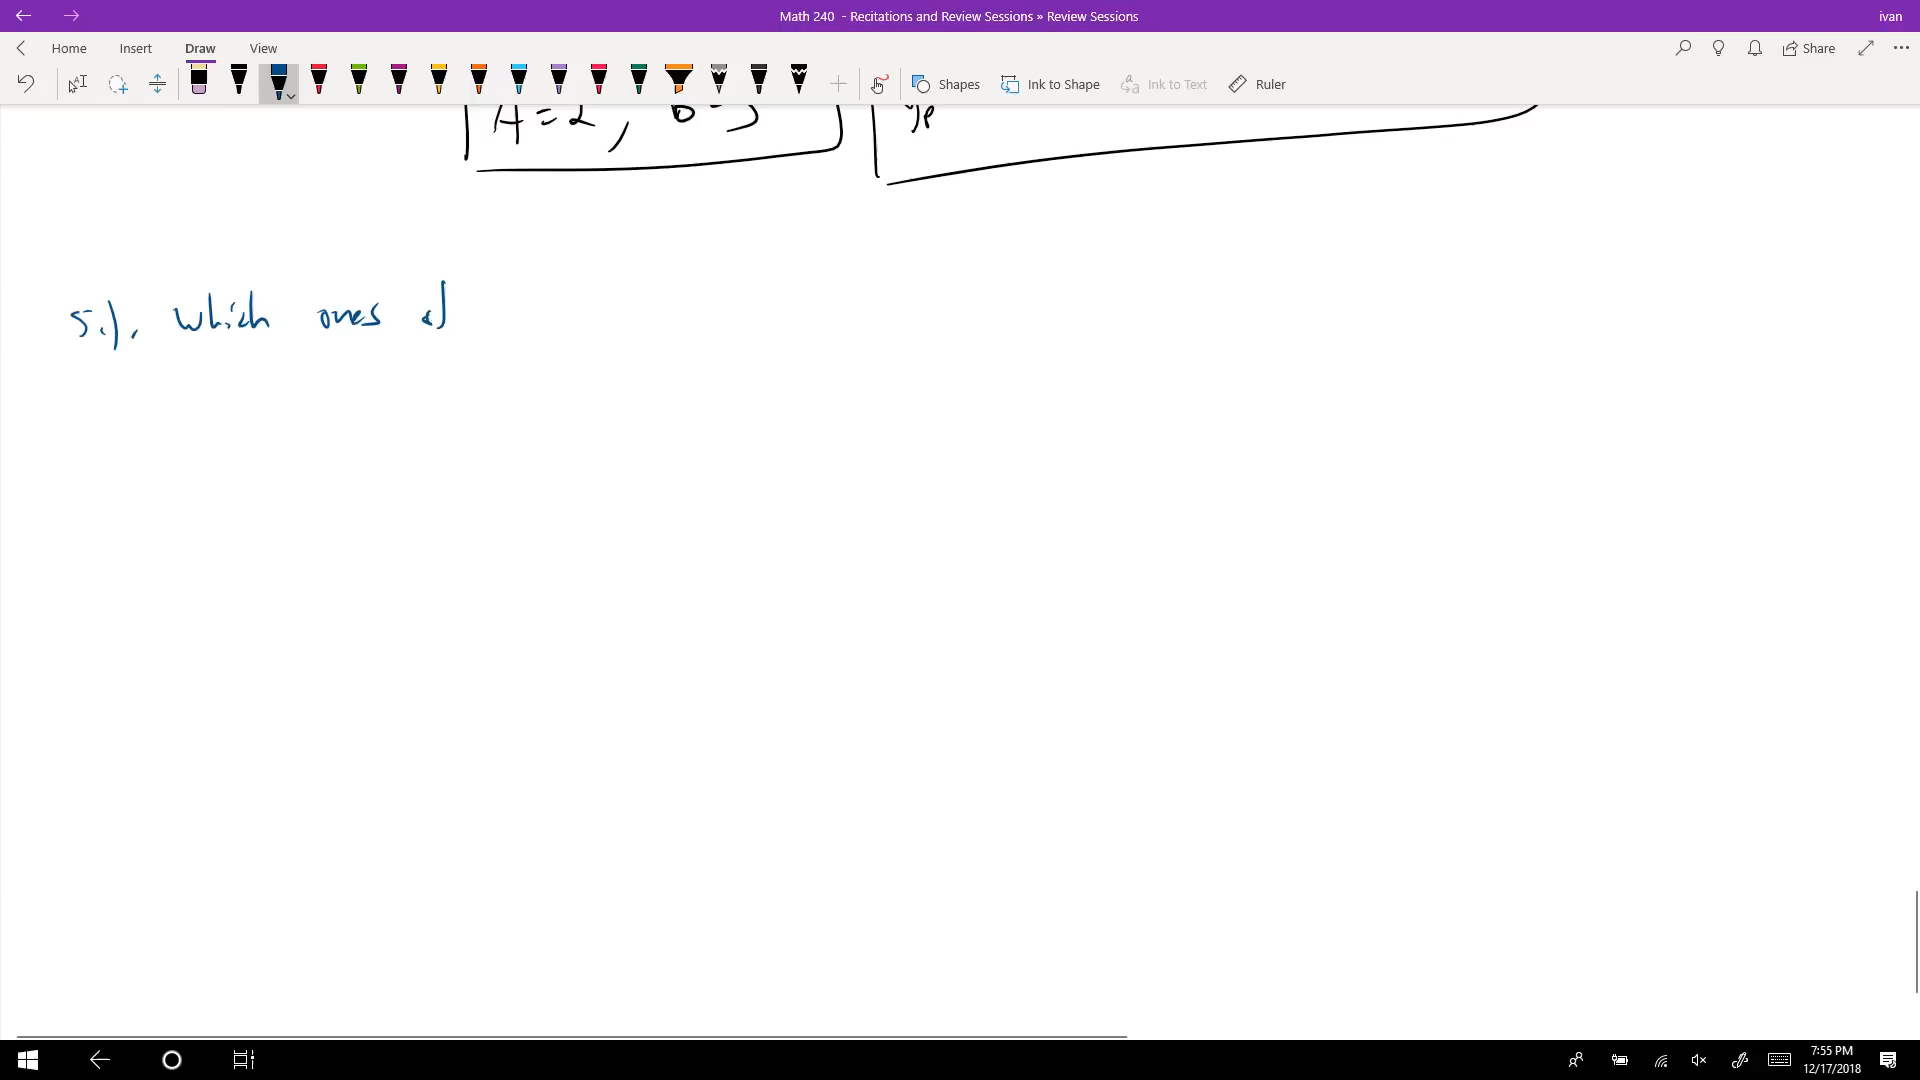 Math 240 - Recitations and Review Sessions » Review Sessions
ivan
Home Insert Draw View
Share
Shapes Ink to Shape Ink to Text Ruler
A = 2 ,
yp
5.). which ones
7:55 PM
12/17/2018